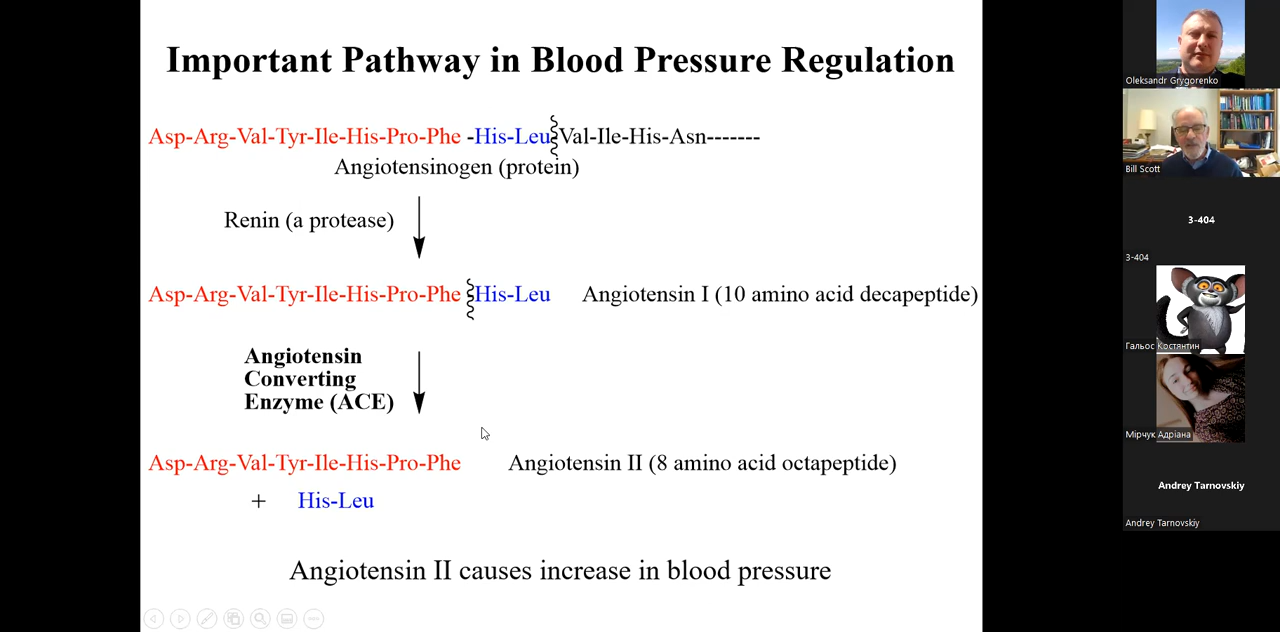 Important Pathway in Blood Pressure Regulation
Asp-Arg-Val-Tyr-Ile-His-Pro-Phe -His-Leu-Val-Ile-His-Asn-------
Angiotensinogen (protein)
Renin (a protease)
Asp-Arg-Val-Tyr-Ile-His-Pro-Phe-His-Leu Angiotensin I (10 amino acid decapeptide)
Angiotensin
Converting
Enzyme (ACE)
Asp-Arg-Val-Tyr-Ile-His-Pro-Phe Angiotensin II (8 amino acid octapeptide)
+ His-Leu
Angiotensin II causes increase in blood pressure
Oleksandr Grygorenko
Bill Scott
3-404
3-404
Гальос Костянтин
Мірчук Адріана
Andrey Tarnovskiy
Andrey Tarnovskiy